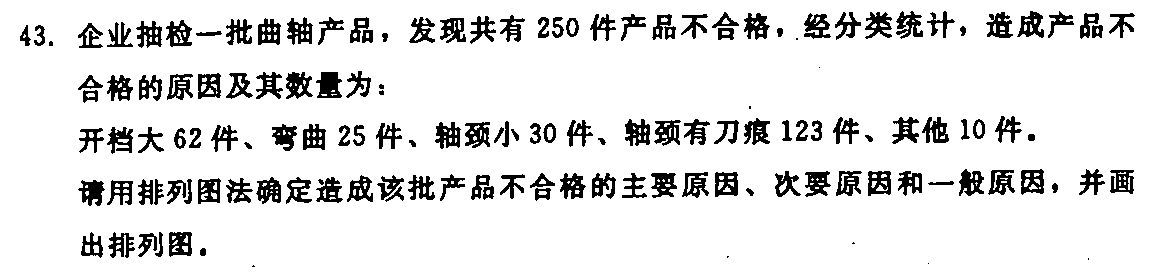 43. 企业抽检一批曲轴产品，发现共有 250 件产品不合格，经分类统计，造成产品不
合格的原因及其数量为：
开档大 62 件、弯曲 25 件、轴颈小 30 件、轴颈有刀痕 123 件、其他 10 件。
请用排列图法确定造成该批产品不合格的主要原因、次要原因和一般原因，并画
出排列图。